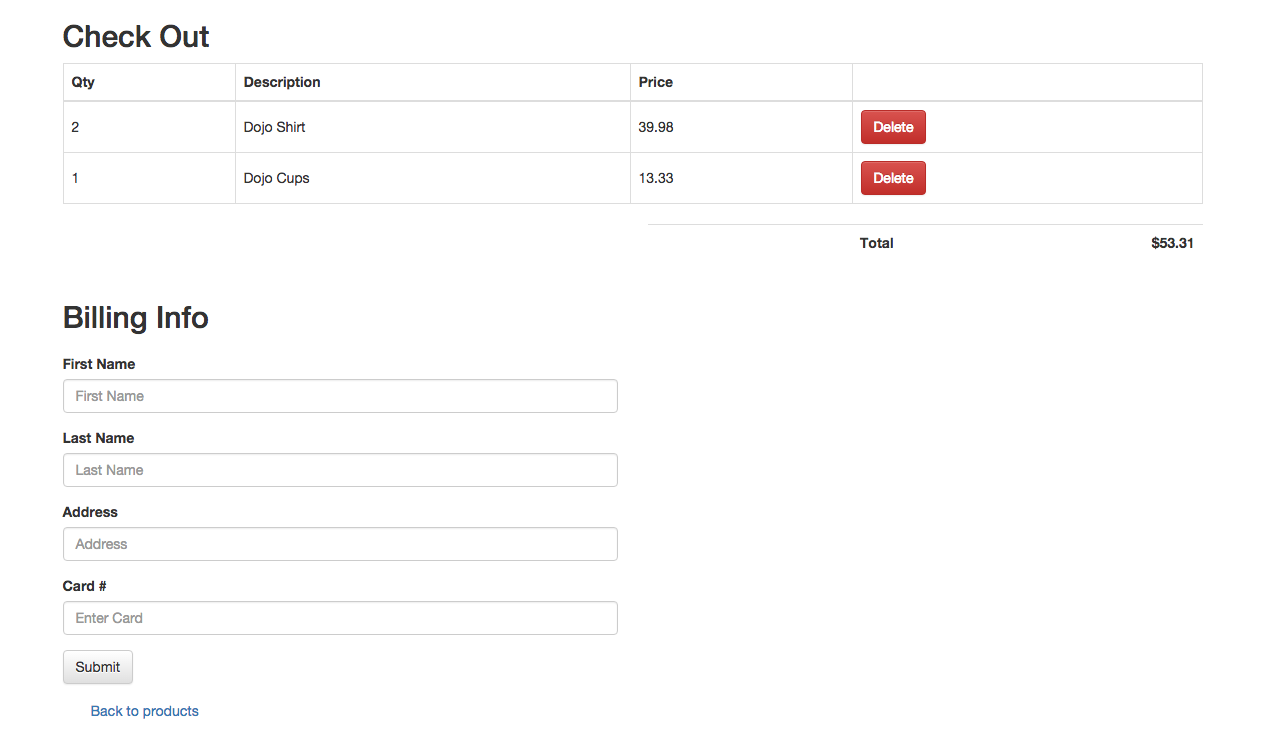 Check Out
Qty Description Price
2 Dojo Shirt 39.98 Delete
1 Dojo Cups 13.33 Delete
Total $53.31
Billing Info
First Name
First Name
Last Name
Last Name
Address
Address
Card #
Enter Card
Submit
Back to products